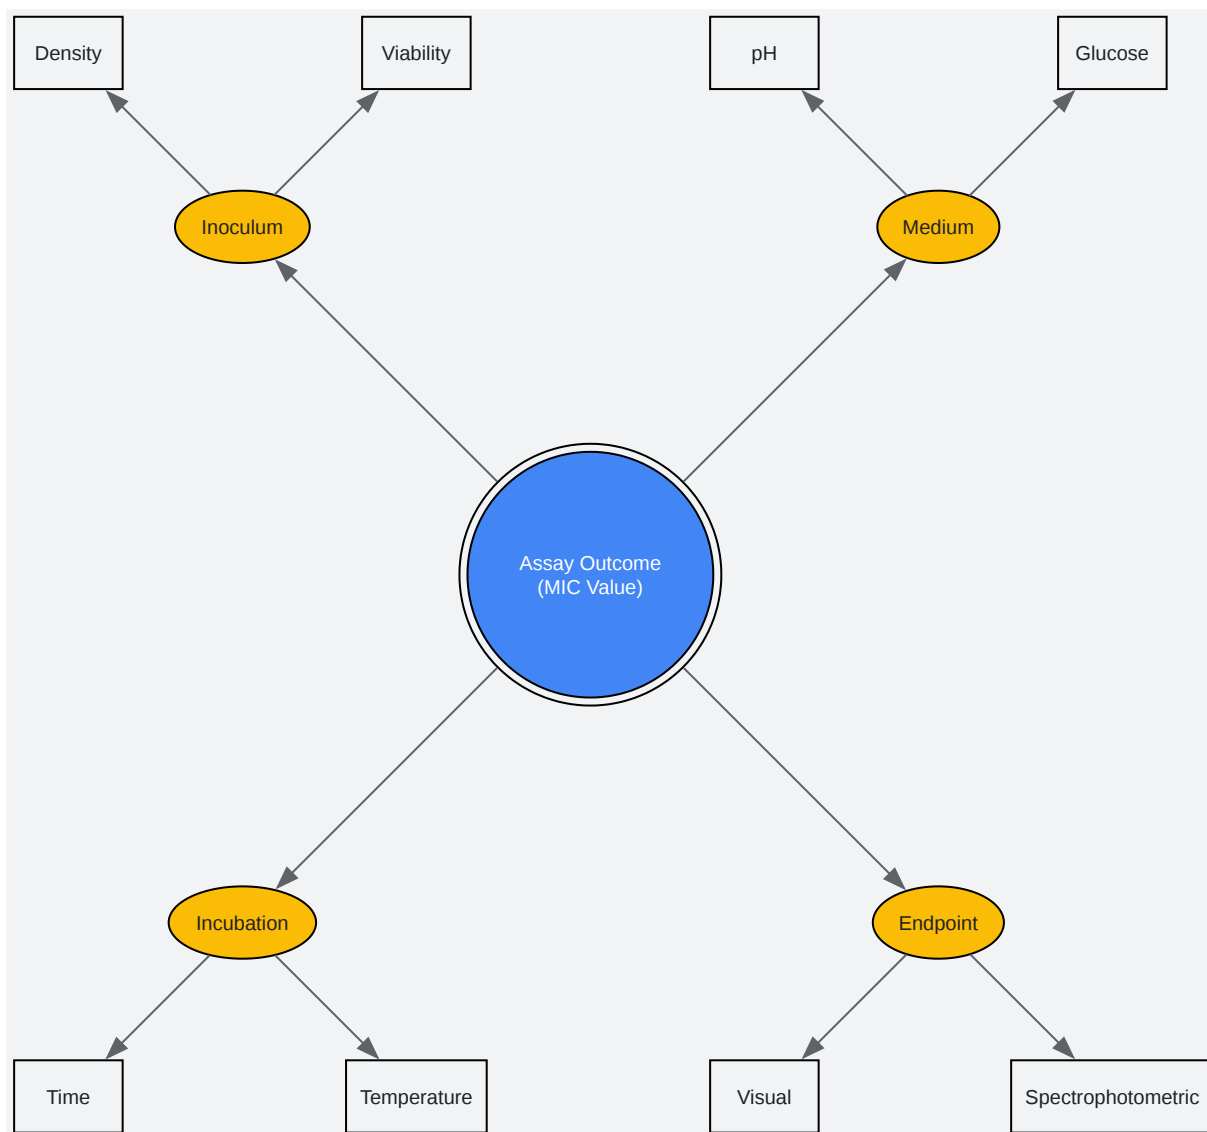 Density
Viability
pH
Glucose
Inoculum
Medium
Assay Outcome
(MIC Value)
Incubation
Endpoint
Time
Temperature
Visual
Spectrophotometric